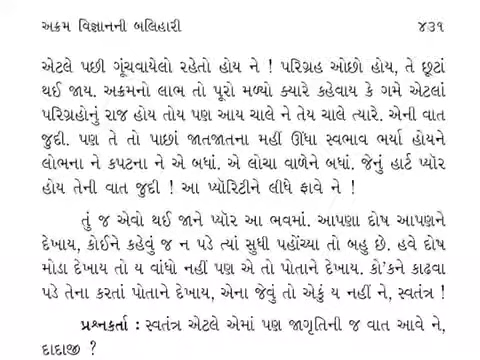 અક્રમ વિજ્ઞાનની બલિહારી ૪૩૧
એટલે પછી ગૂંચવાયેલો રહેતો હોય ને ! પરિગ્રહ ઓછો હોય, તે છૂટાં
થઈ જાય. અક્રમનો લાભ તો પૂરો મળ્યો ક્યારે કહેવાય કે ગમે એટલાં
પરિગ્રહોનું રાજ હોય તોય પણ આય ચાલે ને તેય ચાલે ત્યારે. એની વાત
જુદી. પણ તે તો પાછાં જાતજાતના મહીં ઊંધા સ્વભાવ ભર્યા હોયને
લોભના ને કપટના ને એ બધાં. એ લોચા વાળેને બધાં. જેનું હાર્ટ પ્યૉર
હોય તેની વાત જુદી ! આ પ્યૉરિટીને લીધે ફાવે ને !
તું જ એવો થઈ જાને પ્યૉર આ ભવમાં. આપણા દોષ આપણને
દેખાય, કોઈને કહેવું જ ન પડે ત્યાં સુધી પહોંચ્યા તો બહુ છે. હવે દોષ
મોડા દેખાય તો ય વાંધો નહીં પણ એ તો પોતાને દેખાય. કો'કને કાઢવા
પડે તેના કરતાં પોતાને દેખાય, એના જેવું તો એકું ય નહીં ને, સ્વતંત્ર !
પ્રશ્નકર્તા : સ્વતંત્ર એટલે એમાં પણ જાગૃતિની જ વાત આવે ને,
દાદાજી ?